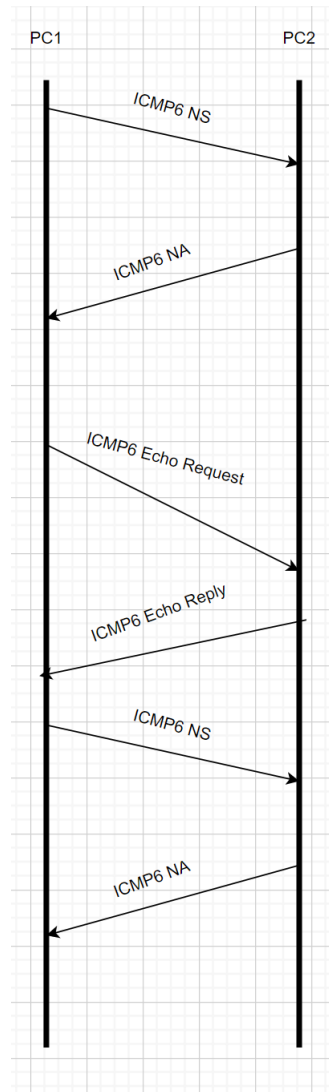 PC1 PC2
ICMP6 NS
ICMP6 NA
ICMP6 Echo Request
ICMP6 Echo Reply
ICMP6 NS
ICMP6 NA